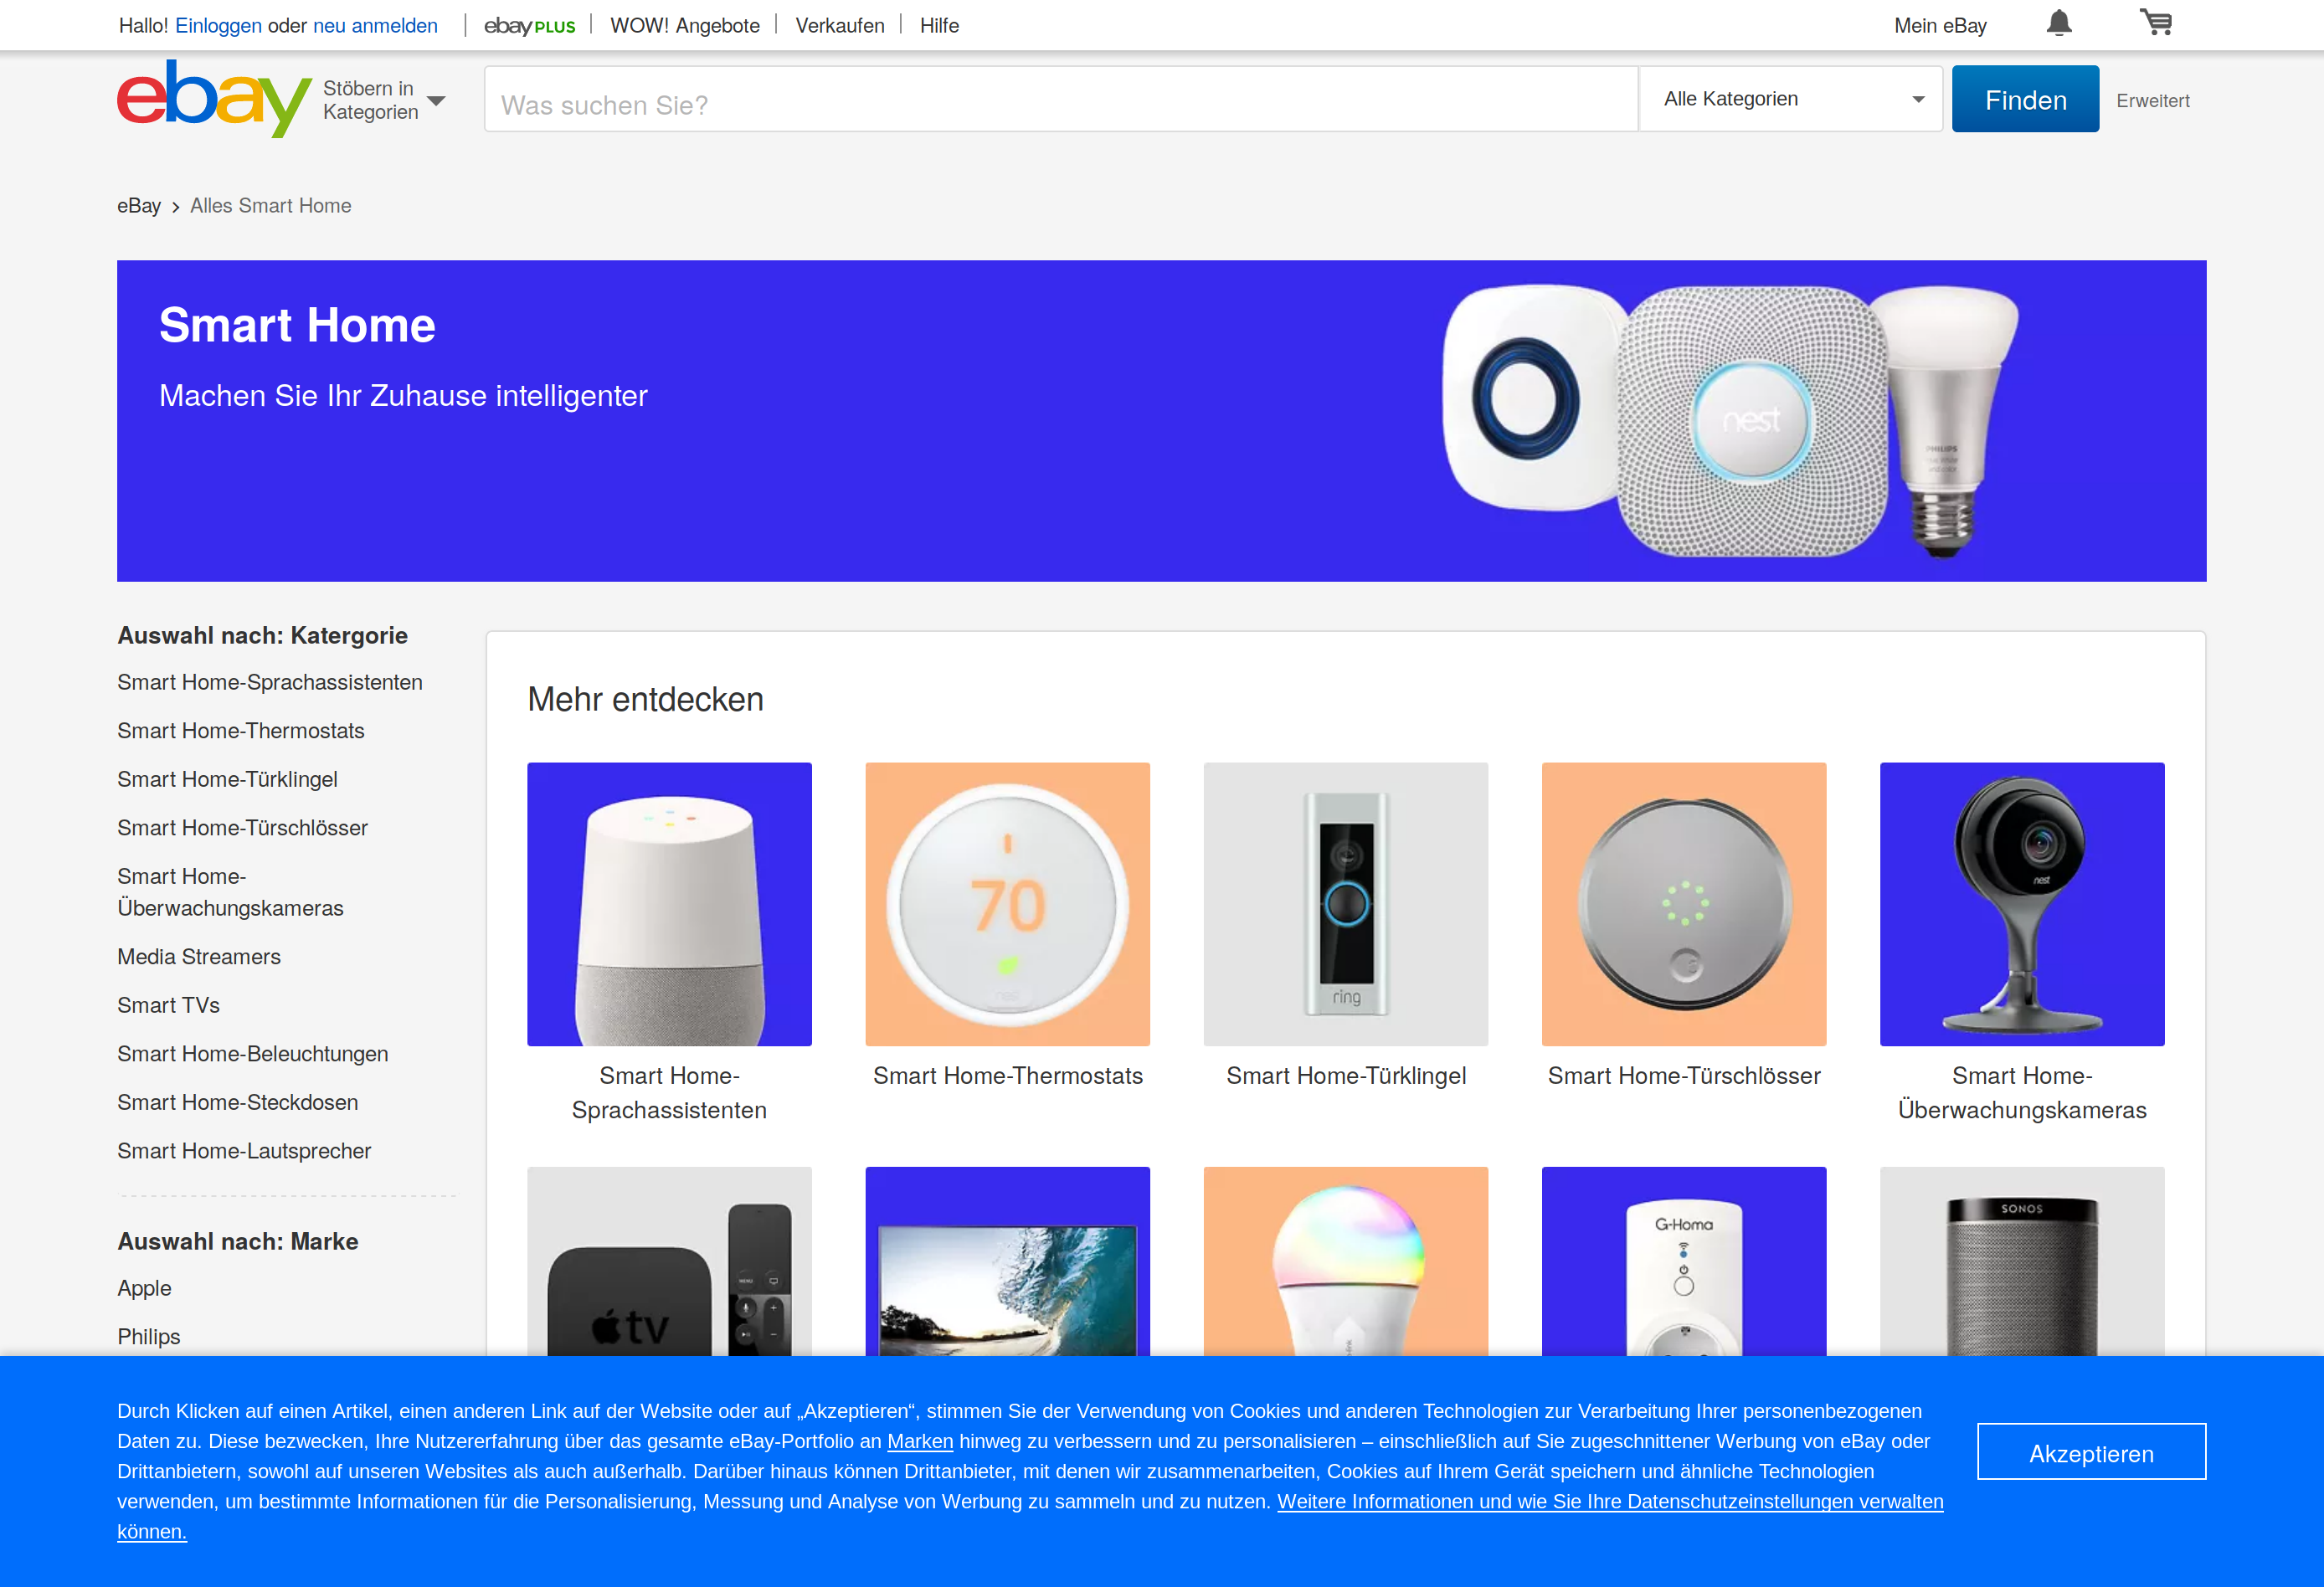 Hallo! Einloggen oder neu anmelden
ebay PLUS
WOW! Angebote
Verkaufen
Hilfe
Mein eBay
ebay
Stöbern in
Kategorien
Was suchen Sie?
Alle Kategorien
Finden
Erweitert
eBay
Alles Smart Home
Smart Home
Machen Sie Ihr Zuhause intelligenter
nest
PHILIPS
Auswahl nach: Katergorie
Smart Home-Sprachassistenten
Smart Home-Thermostats
Smart Home-Türklingel
Smart Home-Türschlösser
Smart Home-
Überwachungskameras
Media Streamers
Smart TVs
Smart Home-Beleuchtungen
Smart Home-Steckdosen
Smart Home-Lautsprecher
Auswahl nach: Marke
Apple
Philips
Mehr entdecken
70
nest
ring
nest
Smart Home-
Sprachassistenten
Smart Home-Thermostats
Smart Home-Türklingel
Smart Home-Türschlösser
Smart Home-
Überwachungskameras
tv
MENU
G-Homa
SONOS
Durch Klicken auf einen Artikel, einen anderen Link auf der Website oder auf „Akzeptieren“, stimmen Sie der Verwendung von Cookies und anderen Technologien zur Verarbeitung Ihrer personenbezogenen
Daten zu. Diese bezwecken, Ihre Nutzererfahrung über das gesamte eBay-Portfolio an Marken hinweg zu verbessern und zu personalisieren – einschließlich auf Sie zugeschnittener Werbung von eBay oder
Drittanbietern, sowohl auf unseren Websites als auch außerhalb. Darüber hinaus können Drittanbieter, mit denen wir zusammenarbeiten, Cookies auf Ihrem Gerät speichern und ähnliche Technologien
verwenden, um bestimmte Informationen für die Personalisierung, Messung und Analyse von Werbung zu sammeln und zu nutzen. Weitere Informationen und wie Sie Ihre Datenschutzeinstellungen verwalten
können.
Akzeptieren